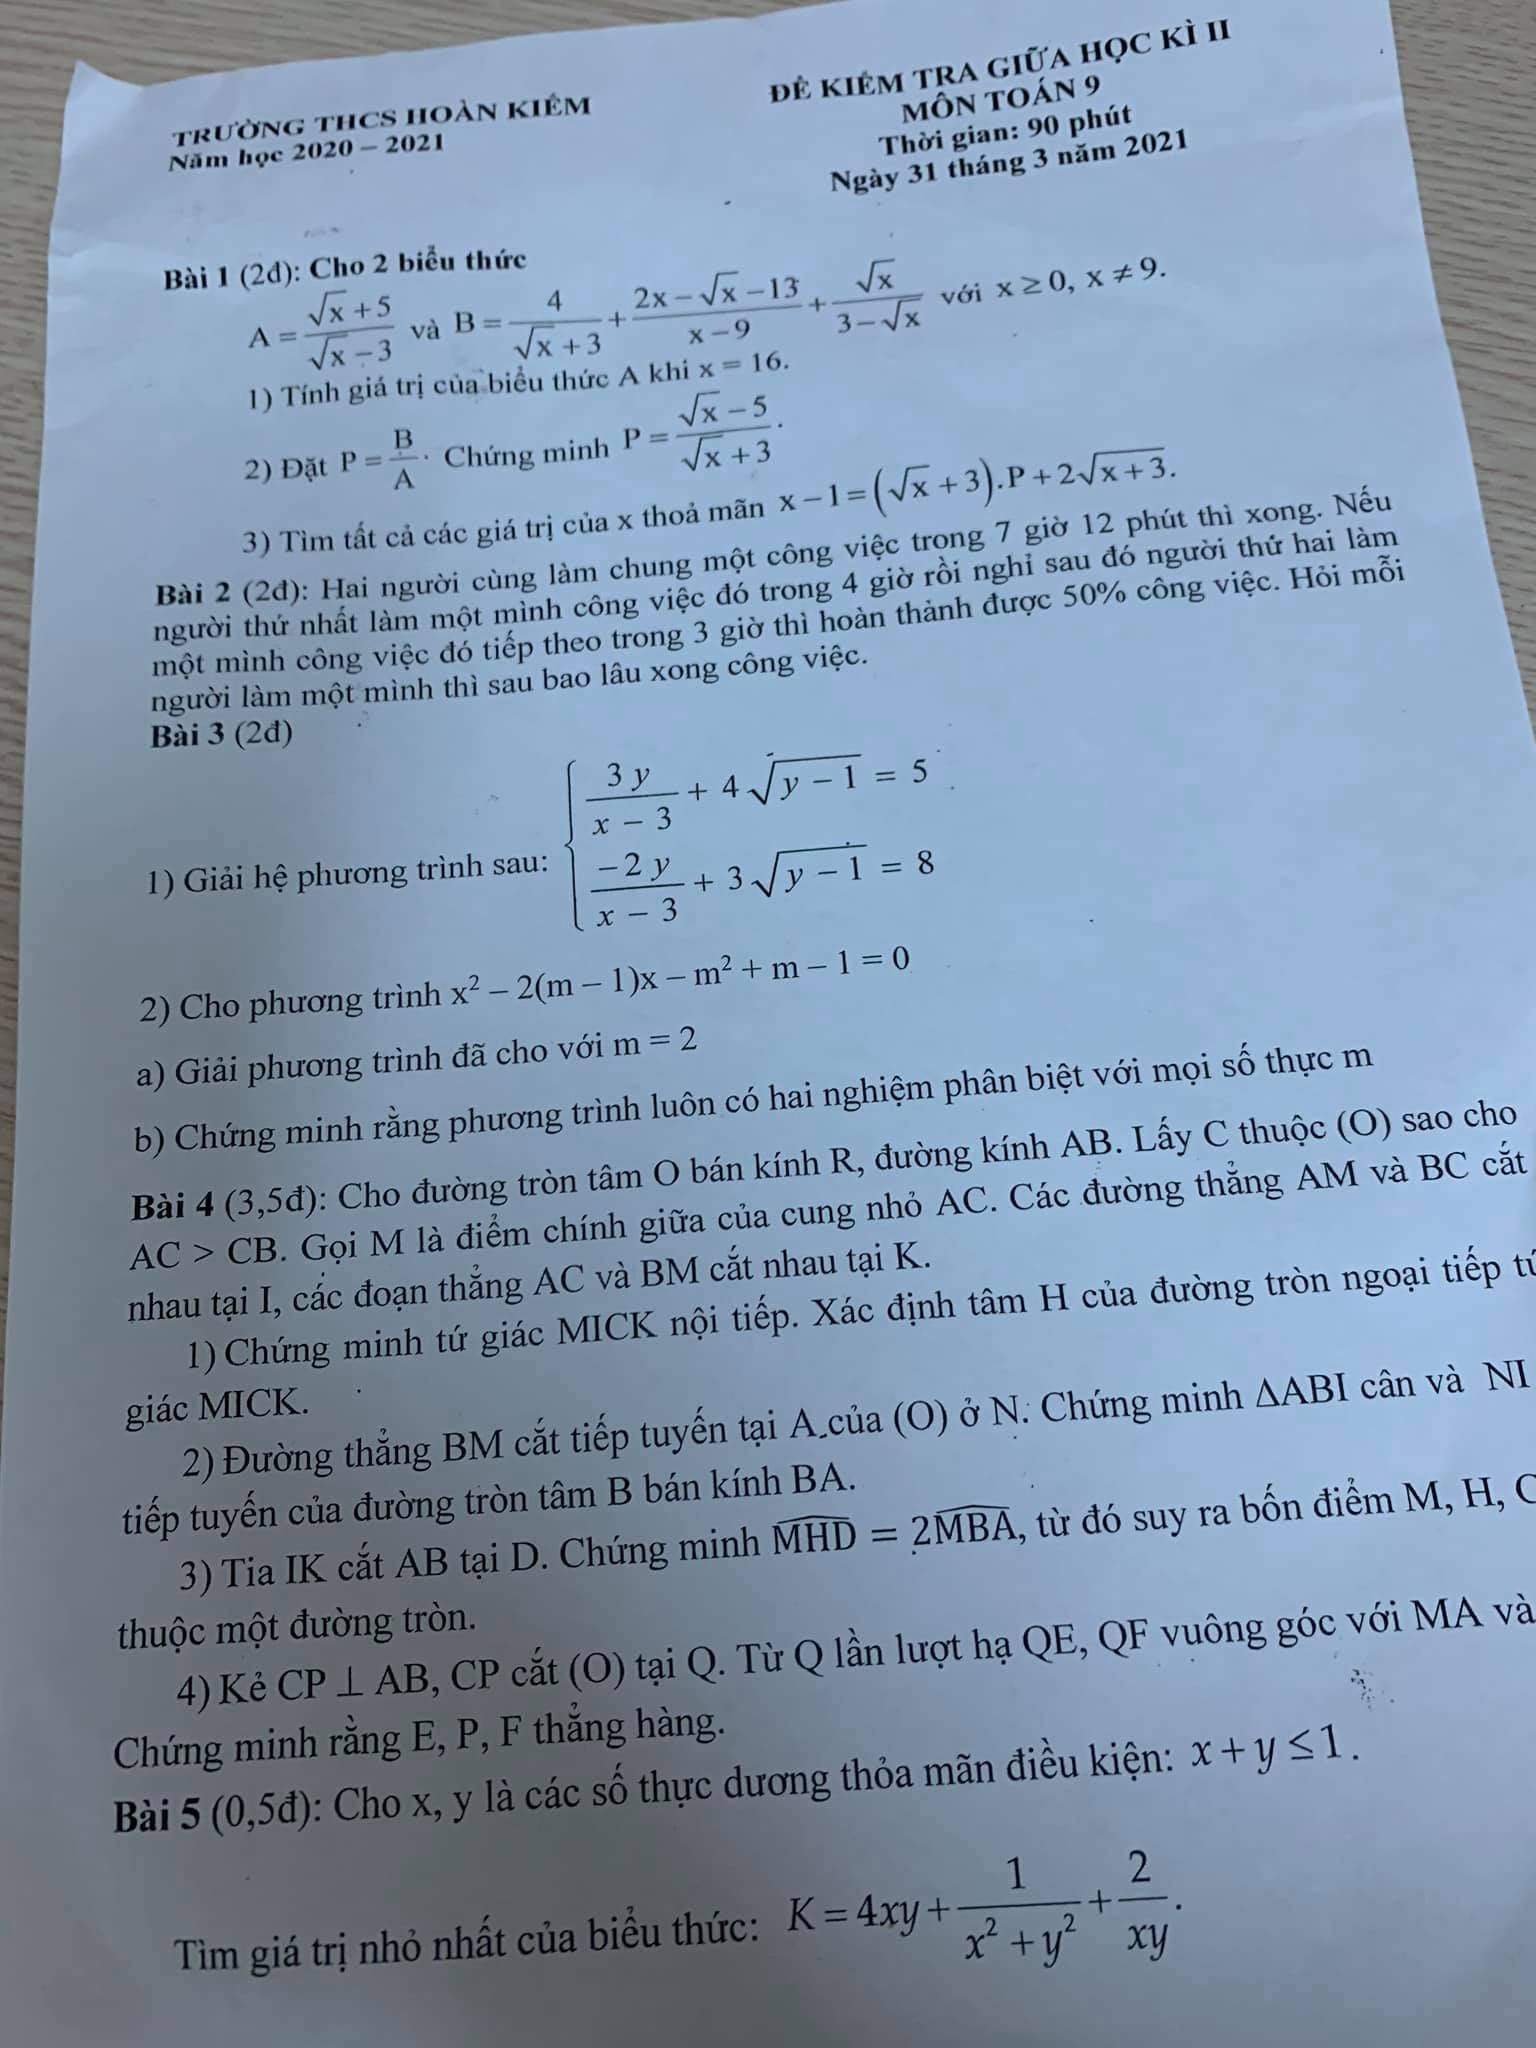 TRƯỜNG THCS HOÀN KIẾM
Năm học 2020 – 2021
ĐỀ KIỂM TRA GIỮA HỌC KÌ II
MÔN TOÁN 9
Thời gian: 90 phút
Ngày 31 tháng 3 năm 2021
Bài 1 (2đ): Cho 2 biểu thức
A = (√x + 5)/(√x − 3) và B = 4/(√x + 3) + (2x − √x − 13)/(x − 9) + √x/(3 − √x) với x ≥ 0, x ≠ 9.
1) Tính giá trị của biểu thức A khi x = 16.
2) Đặt P = B/A. Chứng minh P = (√x − 5)/(√x + 3).
3) Tìm tất cả các giá trị của x thoả mãn x − 1 = (√x + 3).P + 2√(x + 3).
Bài 2 (2đ): Hai người cùng làm chung một công việc trong 7 giờ 12 phút thì xong. Nếu
người thứ nhất làm một mình công việc đó trong 4 giờ rồi nghỉ sau đó người thứ hai làm
một mình công việc đó tiếp theo trong 3 giờ thì hoàn thành được 50% công việc. Hỏi mỗi
người làm một mình thì sau bao lâu xong công việc.
Bài 3 (2đ)
1) Giải hệ phương trình sau: { 3y/(x − 3) + 4√(y − 1) = 5
−2y/(x − 3) + 3√(y − 1) = 8
2) Cho phương trình x² – 2(m – 1)x – m² + m – 1 = 0
a) Giải phương trình đã cho với m = 2
b) Chứng minh rằng phương trình luôn có hai nghiệm phân biệt với mọi số thực m
Bài 4 (3,5đ): Cho đường tròn tâm O bán kính R, đường kính AB. Lấy C thuộc (O) sao cho
AC > CB. Gọi M là điểm chính giữa của cung nhỏ AC. Các đường thẳng AM và BC cắt
nhau tại I, các đoạn thẳng AC và BM cắt nhau tại K.
1) Chứng minh tứ giác MICK nội tiếp. Xác định tâm H của đường tròn ngoại tiếp tứ
giác MICK.
2) Đường thẳng BM cắt tiếp tuyến tại A của (O) ở N. Chứng minh ΔABI cân và NI
tiếp tuyến của đường tròn tâm B bán kính BA.
3) Tia IK cắt AB tại D. Chứng minh MHD = 2MBA, từ đó suy ra bốn điểm M, H, 
thuộc một đường tròn.
4) Kẻ CP ⊥ AB, CP cắt (O) tại Q. Từ Q lần lượt hạ QE, QF vuông góc với MA và
Chứng minh rằng E, P, F thẳng hàng.
Bài 5 (0,5đ): Cho x, y là các số thực dương thỏa mãn điều kiện: x + y ≤ 1.
Tìm giá trị nhỏ nhất của biểu thức: K = 4xy + 1/(x² + y²) + 2/xy.